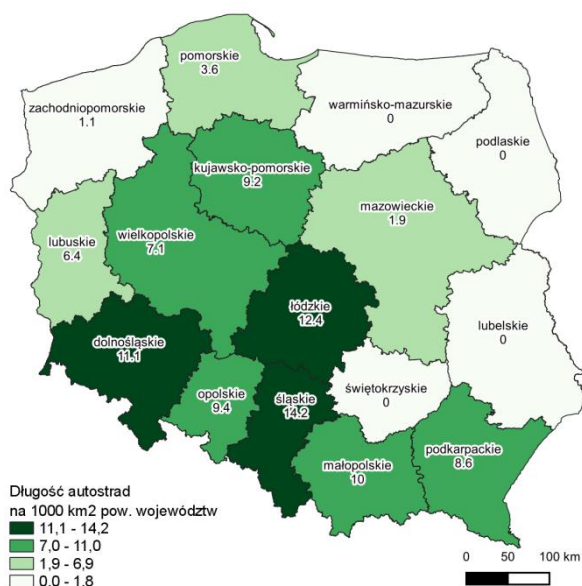 pomorskie
3.6
zachodniopomorskie
1.1
warmińsko-mazurskie
0
podlaskie
0
kujawsko-pomorskie
9.2
mazowieckie
1.9
lubuskie
6.4
wielkopolskie
7.1
łódzkie
12.4
lubelskie
0
dolnośląskie
11.1
opolskie
9.4
śląskie
14.2
świętokrzyskie
0
małopolskie
10
podkarpackie
8.6
Długość autostrad
na 1000 km2 pow. województw
11,1 - 14,2
7,0 - 11,0
1,9 - 6,9
0,0 - 1,8
0 50 100 km